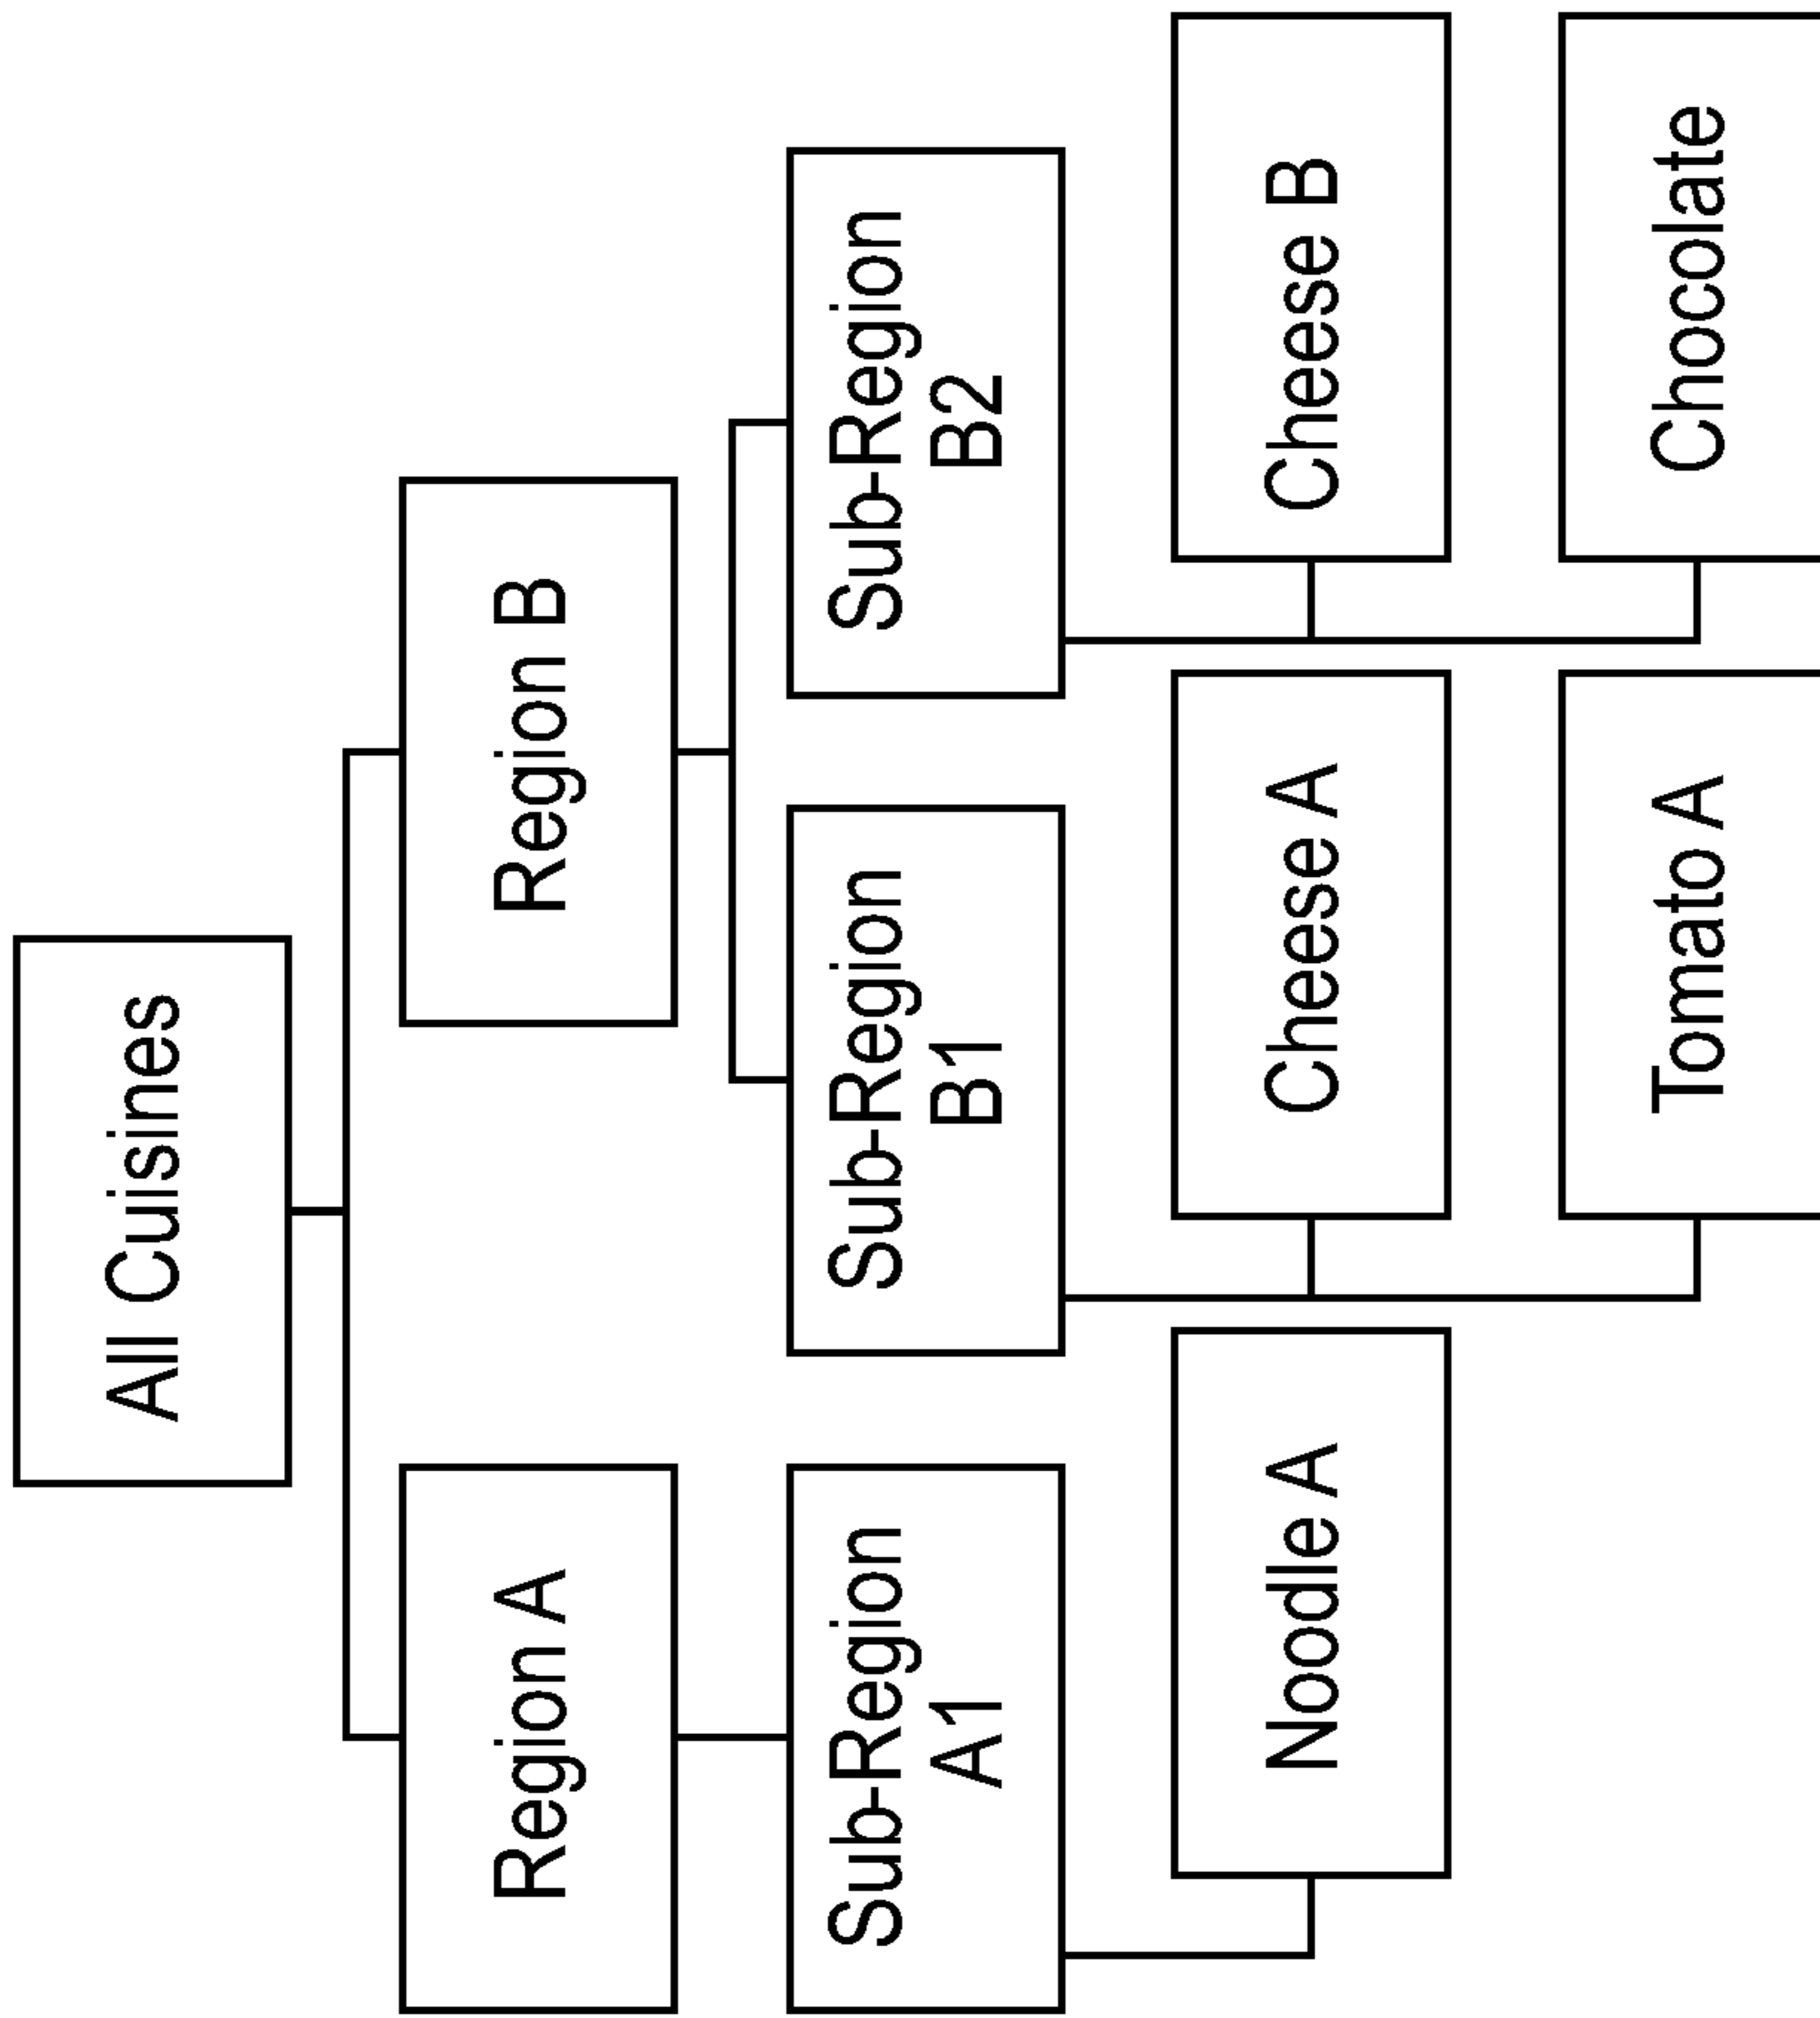 All Cuisines
Region A
Region B
Sub-Region
A1
Sub-Region
B1
Sub-Region
B2
Noodle A
Cheese A
Cheese B
Tomato A
Chocolate